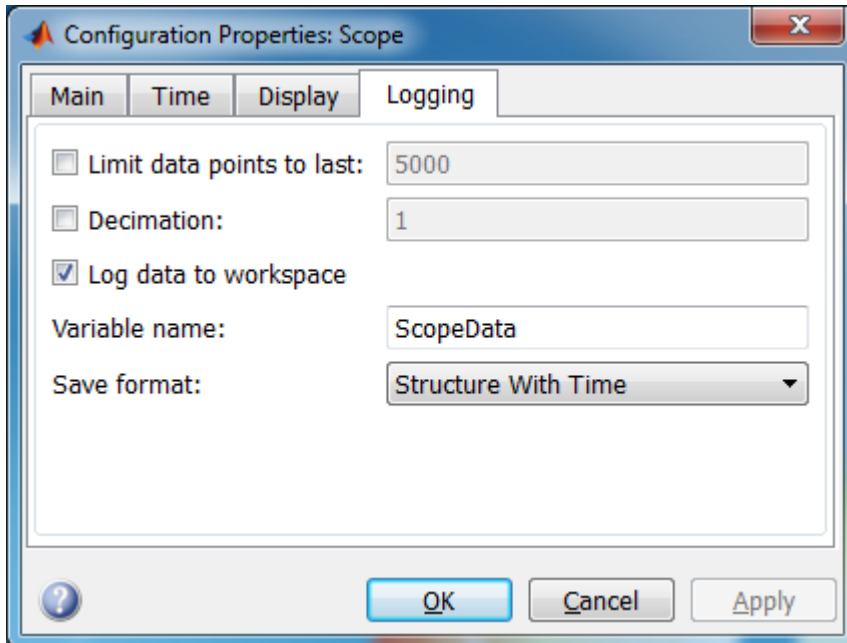 Configuration Properties: Scope
x
Main Time Display Logging
Limit data points to last: 5000
Decimation: 1
Log data to workspace
Variable name: ScopeData
Save format: Structure With Time
?
OK Cancel Apply